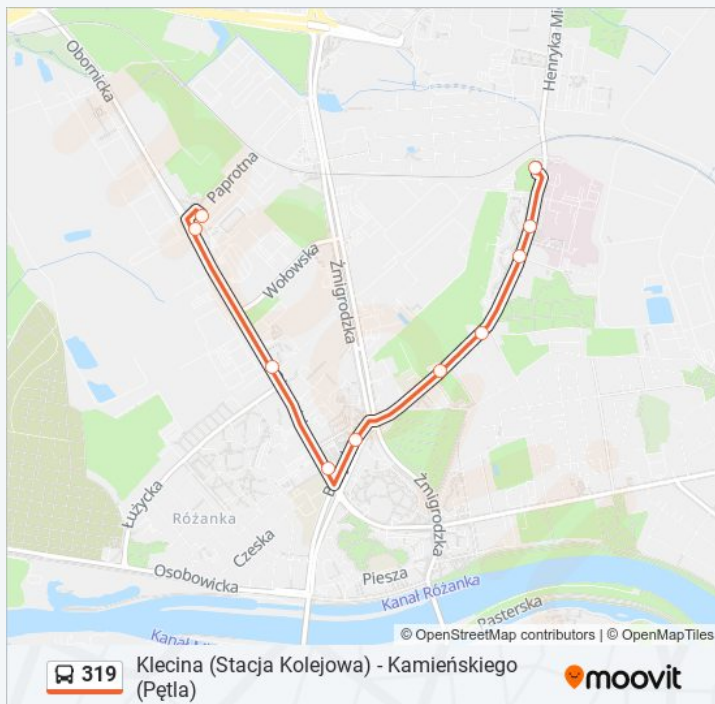 Obornicka
Henryka Mi
Paprotna
Wołowska
Żmigrodzka
Łużycka
Różanka
Żmigrodzka
Czeska
Osobowicka
Piesza
Kanał Różanka
Pasterska
© OpenStreetMap contributors | © OpenMapTiles
319
Klecina (Stacja Kolejowa) - Kamieńskiego
(Pętla)
moovit